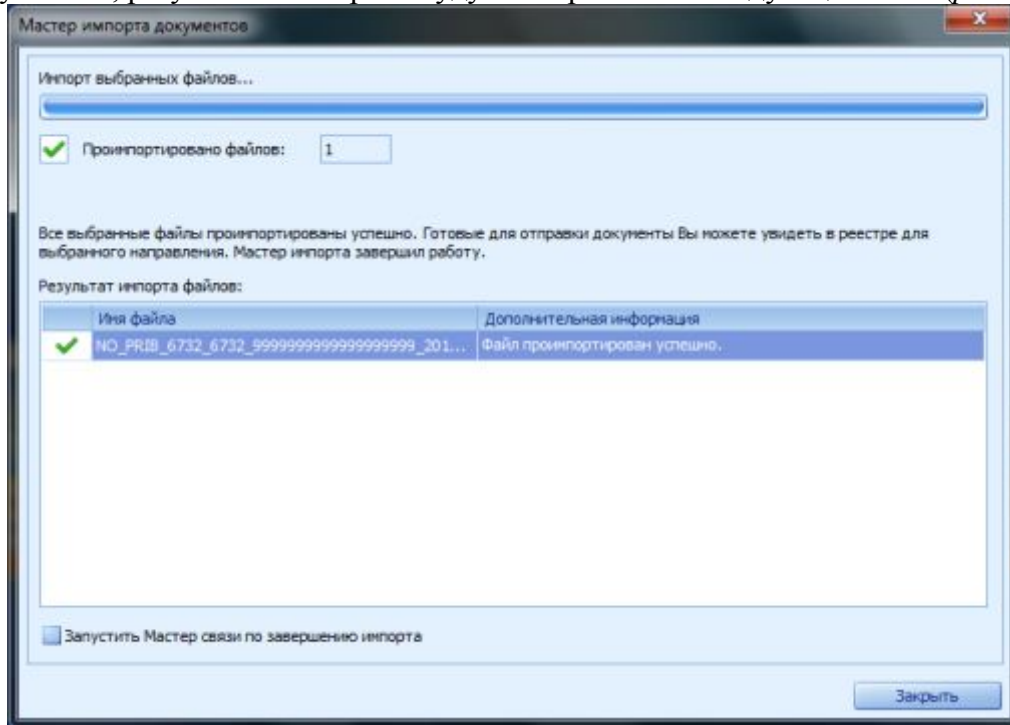 Мастер импорта документов
Импорт выбранных файлов...
Проимпортировано файлов: 1
Все выбранные файлы проимпортированы успешно. Готовые для отправки документы Вы можете увидеть в реестре для
выбранного направления. Мастер импорта завершил работу.
Результат импорта файлов:
Имя файла Дополнительная информация
NO_PRIB_6732_6732_9999999999999999999_201... Файл проимпортирован успешно.
Запустить Мастер связи по завершению импорта
Закрыть